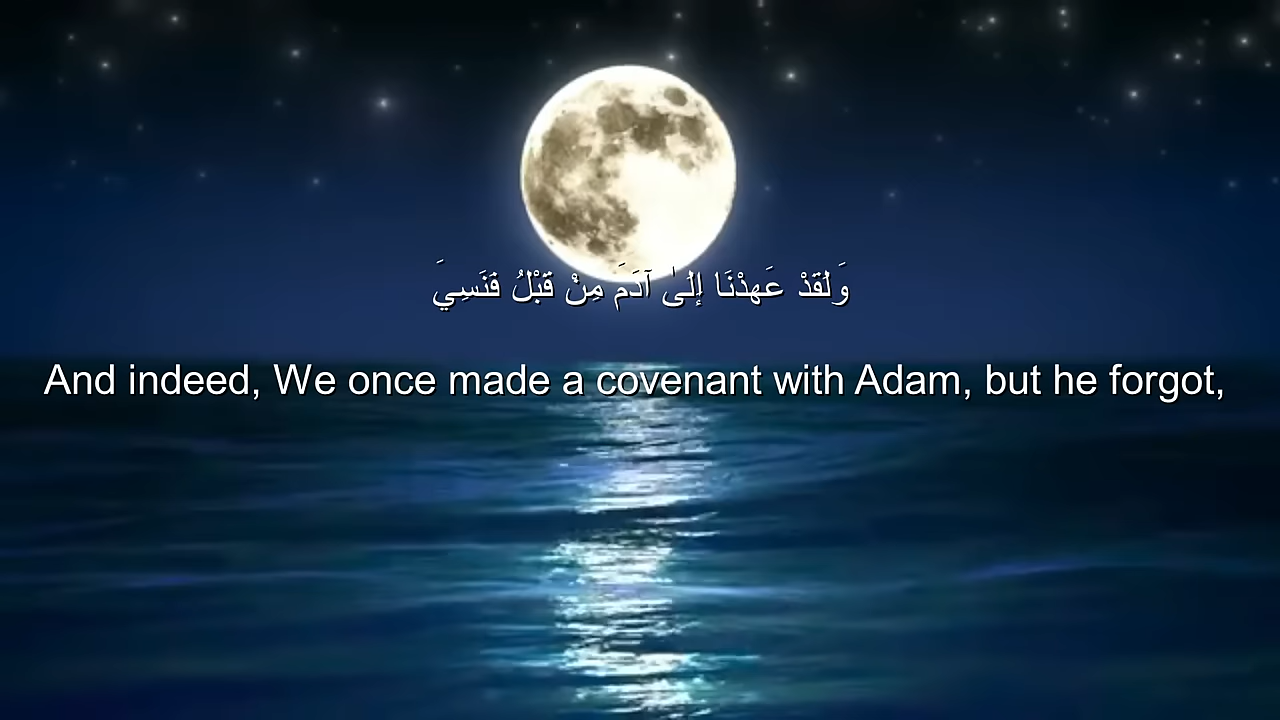 وَلَقَدْ عَهِدْنَا إِلَىٰ آدَمَ مِنْ قَبْلُ فَنَسِيَ
And indeed, We once made a covenant with Adam, but he forgot,